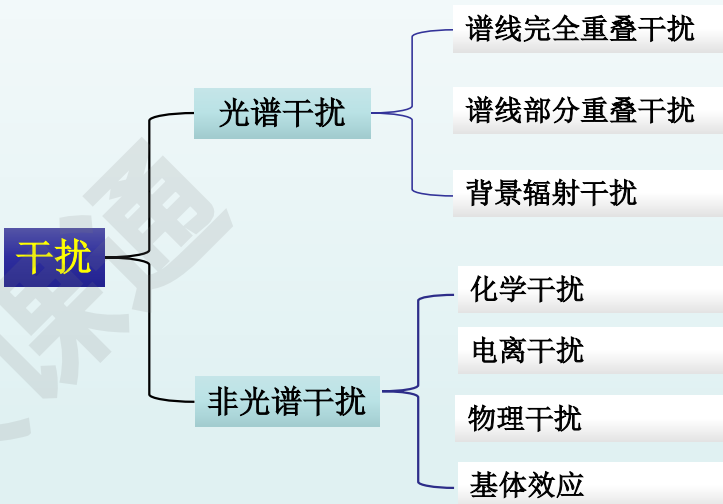 干扰
光谱干扰
谱线完全重叠干扰
谱线部分重叠干扰
背景辐射干扰
非光谱干扰
化学干扰
电离干扰
物理干扰
基体效应
课通